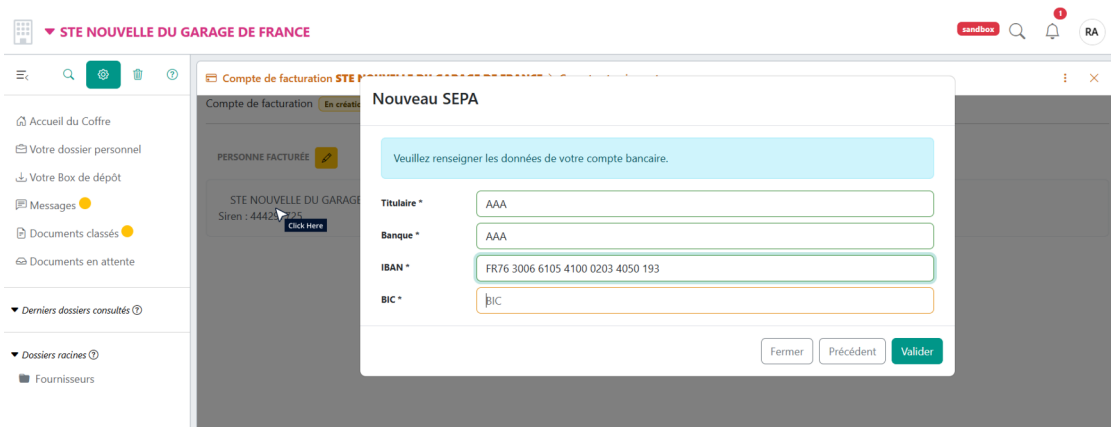 STE NOUVELLE DU GARAGE DE FRANCE
sandbox
1
RA
Accueil du Coffre
Votre dossier personnel
Votre Box de dépôt
Messages
Documents classés
Documents en attente
Derniers dossiers consultés
Dossiers racines
Fournisseurs
Compte de facturation STE
Compte de facturation En créatio
PERSONNE FACTURÉE
STE NOUVELLE DU GARAGE
Siren :
Click Here
Nouveau SEPA
Veuillez renseigner les données de votre compte bancaire.
Titulaire * AAA
Banque * AAA
IBAN * FR76 3006 6105 4100 0203 4050 193
BIC * BIC
Fermer Précédent Valider